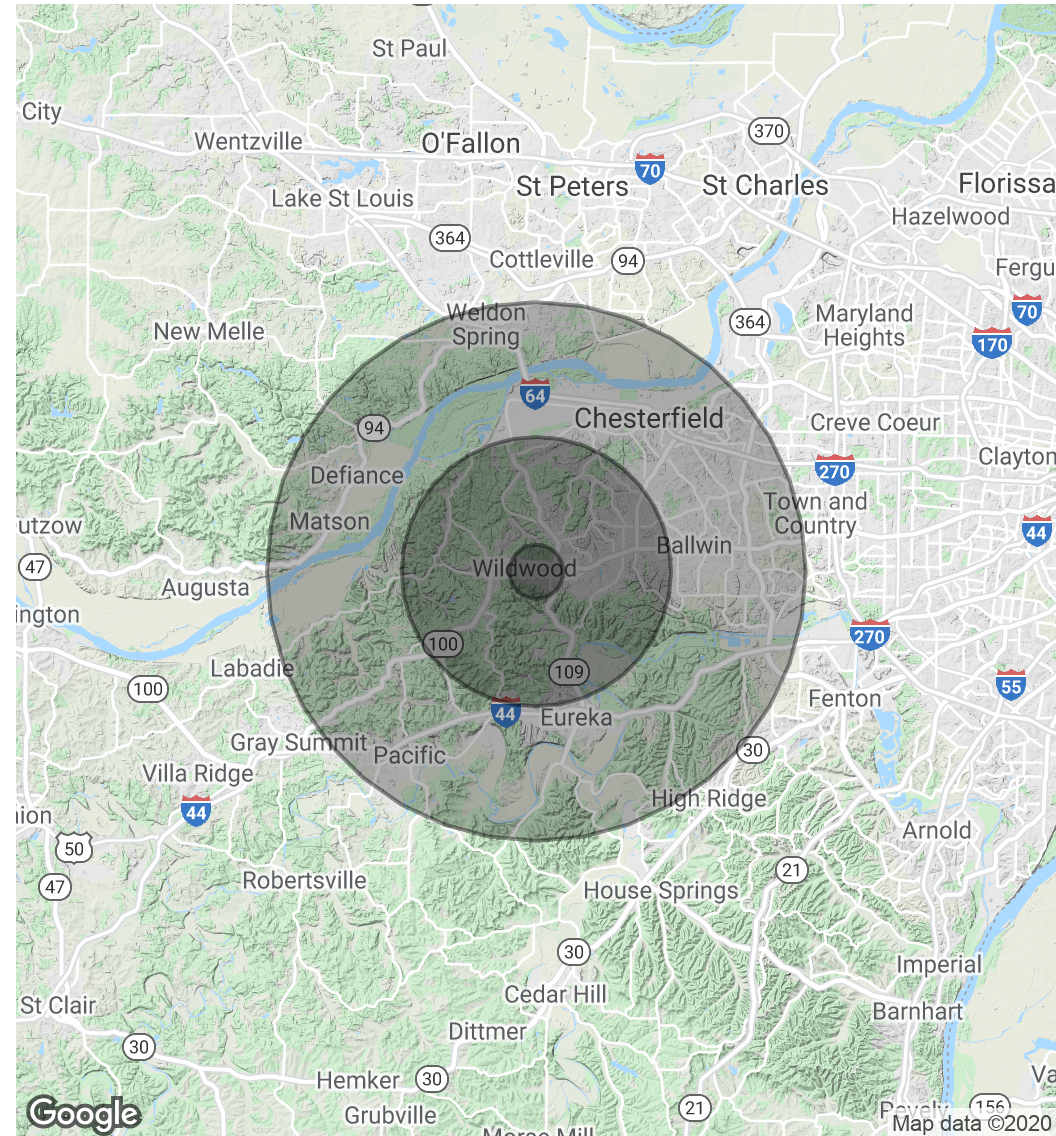 St Paul
City
370
Wentzville
O'Fallon
70
St Peters
St Charles
Florissa
Lake St Louis
Hazelwood
364
Cottleville
94
Fergu
Weldon
Spring
New Melle
364
Maryland
Heights
70
170
64
94
Chesterfield
Creve Coeur
Clayton
270
Defiance
Matson
Town and
Country
utzow
44
47
Ballwin
Wildwood
Augusta
ington
270
100
Labadie
109
100
55
Fenton
44
Eureka
Gray Summit
Pacific
30
Villa Ridge
44
High Ridge
nion
Arnold
50
21
47
Robertsville
House Springs
30
Imperial
Cedar Hill
St Clair
Barnhart
Dittmer
30
Hemker
30
Va
Grubville
21
156
Pevely
Google
Map data ©2020